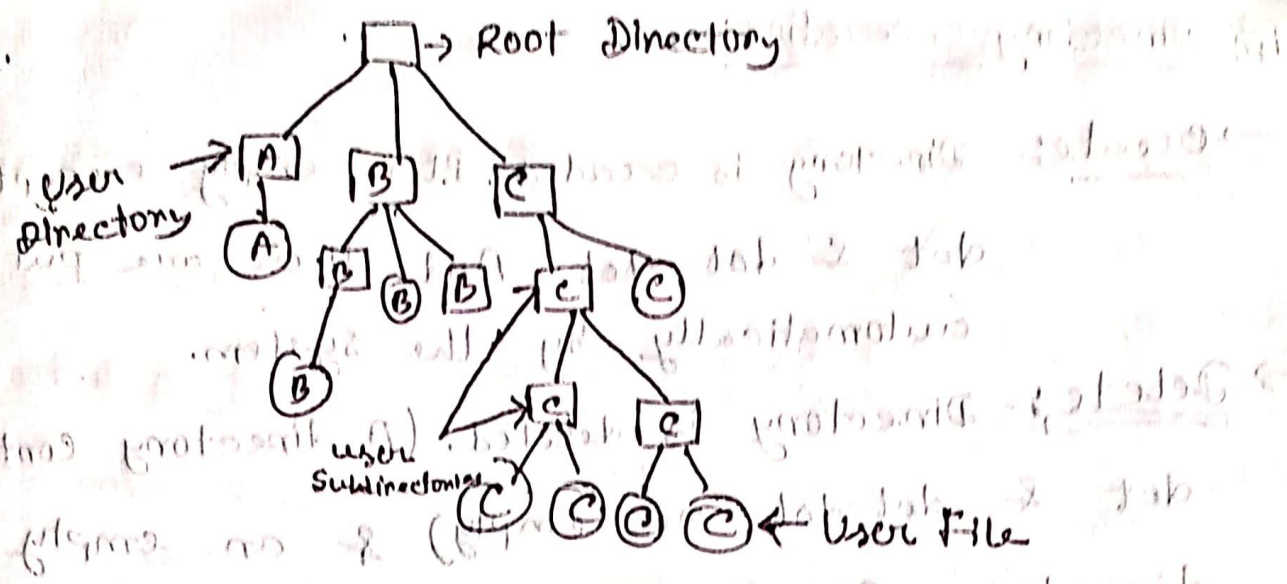 → Root Directory
A
B
C
User
Directory
A
B
B
B
C
C
B
C
C
User
Subdirectories
C
C
C
C
← User File